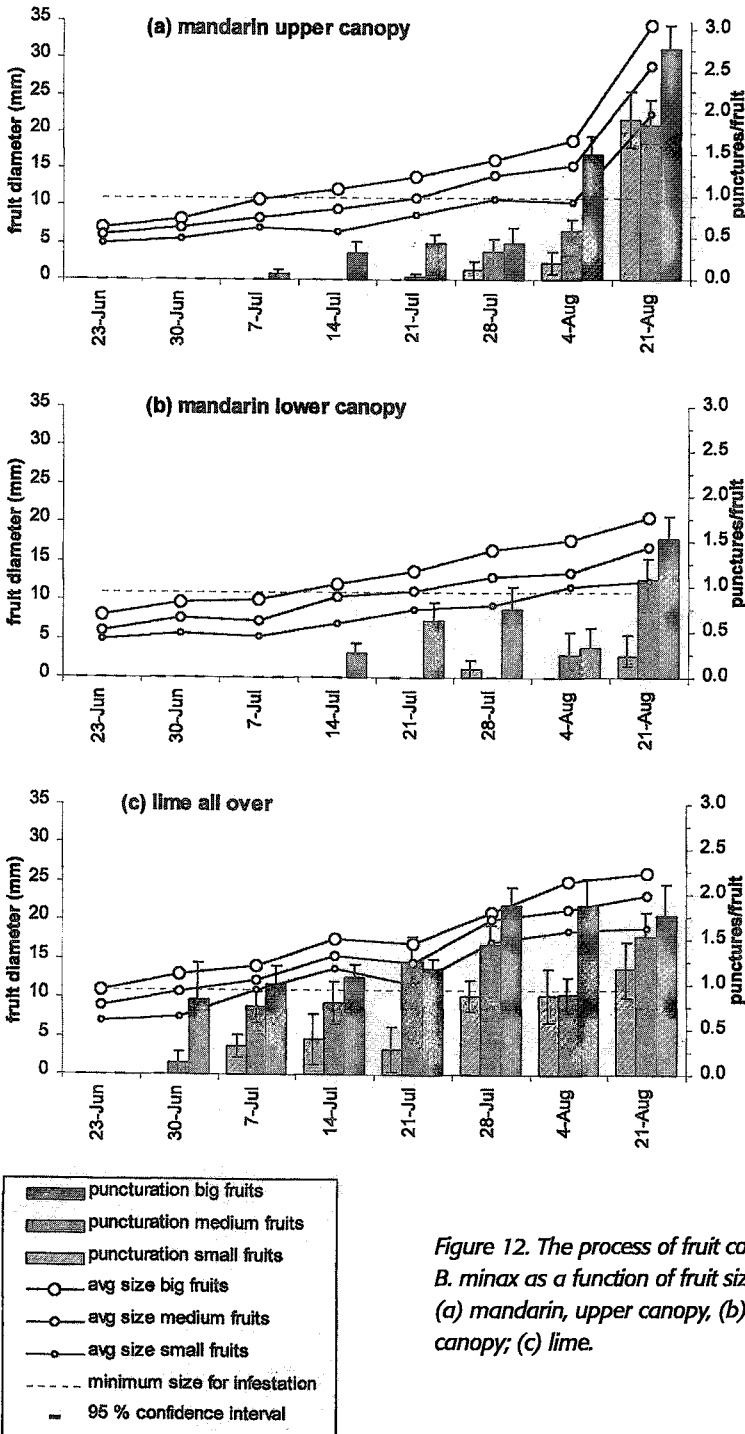 (a) mandarin upper canopy
fruit diameter (mm)
35
30
25
20
15
10
5
0
3.0
2.5
2.0
1.5
1.0
0.5
0.0
punctures/fruit
23-Jun
30-Jun
7-Jul
14-Jul
21-Jul
28-Jul
4-Aug
21-Aug
(b) mandarin lower canopy
fruit diameter (mm)
35
30
25
20
15
10
5
0
3.0
2.5
2.0
1.5
1.0
0.5
0.0
punctures/fruit
23-Jun
30-Jun
7-Jul
14-Jul
21-Jul
28-Jul
4-Aug
21-Aug
(c) lime all over
fruit diameter (mm)
35
30
25
20
15
10
5
0
3.0
2.5
2.0
1.5
1.0
0.5
0.0
punctures/fruit
23-Jun
30-Jun
7-Jul
14-Jul
21-Jul
28-Jul
4-Aug
21-Aug
puncturation big fruits
puncturation medium fruits
puncturation small fruits
avg size big fruits
avg size medium fruits
avg size small fruits
minimum size for infestation
95 % confidence interval
Figure 12. The process of fruit co
B. minax as a function of fruit siz
(a) mandarin, upper canopy, (b)
canopy; (c) lime.